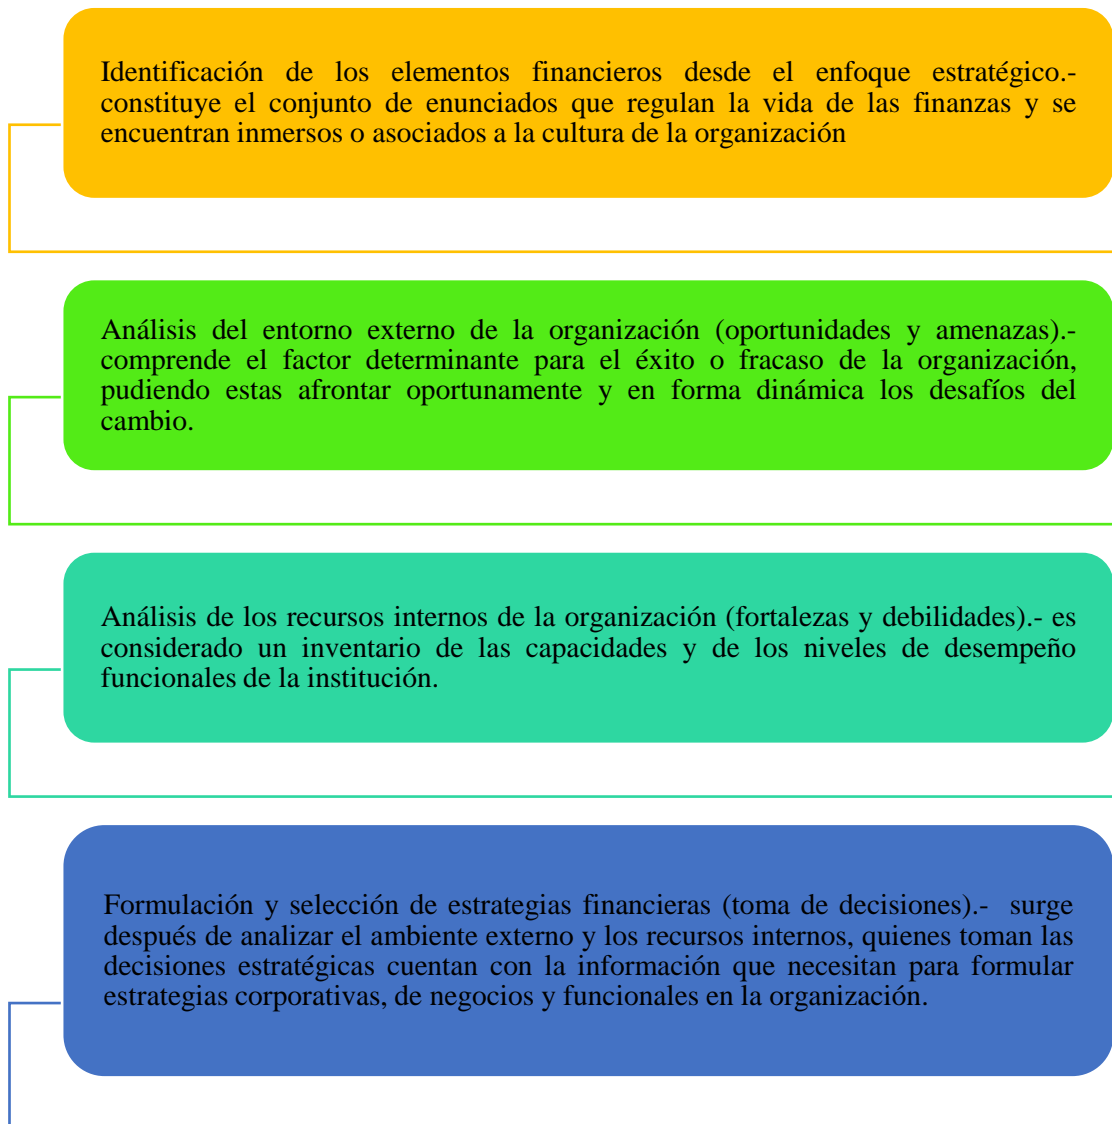 Identificación de los elementos financieros desde el enfoque estratégico.-
constituye el conjunto de enunciados que regulan la vida de las finanzas y se
encuentran inmersos o asociados a la cultura de la organización
Análisis del entorno externo de la organización (oportunidades y amenazas).-
comprende el factor determinante para el éxito o fracaso de la organización,
pudiendo estas afrontar oportunamente y en forma dinámica los desafíos del
cambio.
Análisis de los recursos internos de la organización (fortalezas y debilidades).- es
considerado un inventario de las capacidades y de los niveles de desempeño
funcionales de la institución.
Formulación y selección de estrategias financieras (toma de decisiones).- surge
después de analizar el ambiente externo y los recursos internos, quienes toman las
decisiones estratégicas cuentan con la información que necesitan para formular
estrategias corporativas, de negocios y funcionales en la organización.